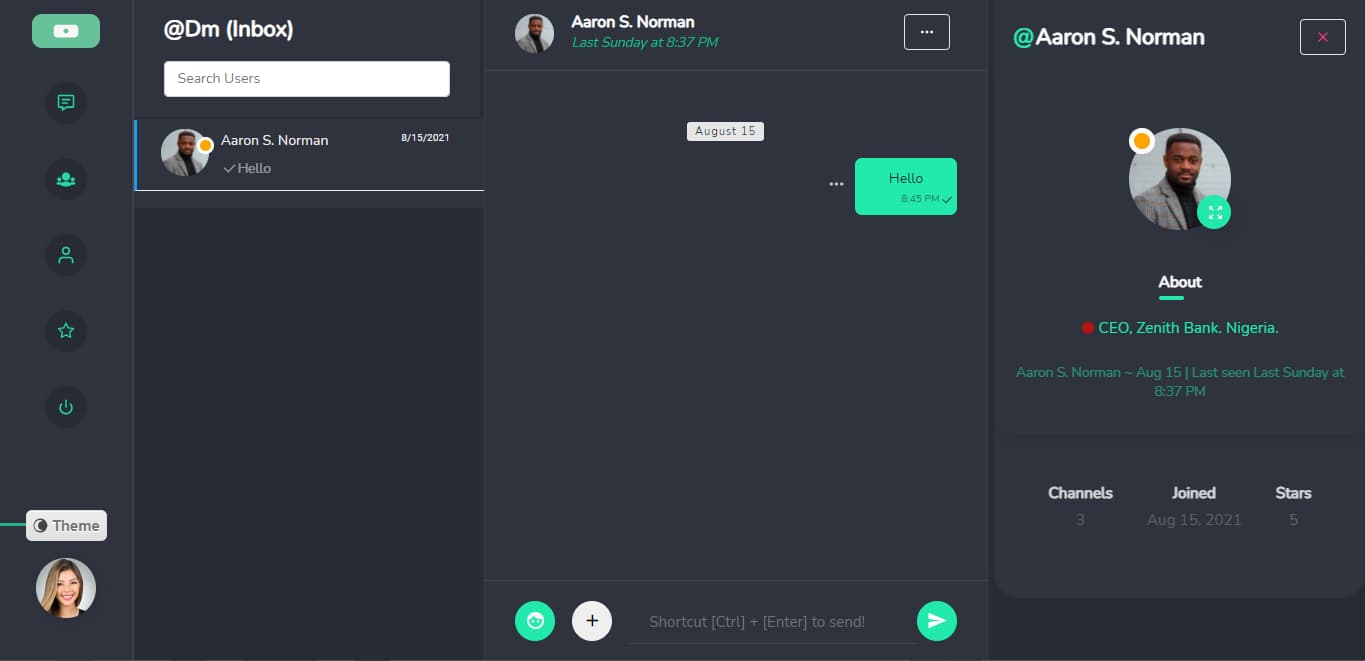 @Dm (Inbox)
Search Users
Aaron S. Norman
8/15/2021
Hello
Theme
Aaron S. Norman
Last Sunday at 8:37 PM
August 15
Hello
8:45 PM
Shortcut [Ctrl] + [Enter] to send!
@Aaron S. Norman
About
CEO, Zenith Bank. Nigeria.
Aaron S. Norman ~ Aug 15 | Last seen Last Sunday at
8:37 PM
Channels Joined Stars
3 Aug 15, 2021 5